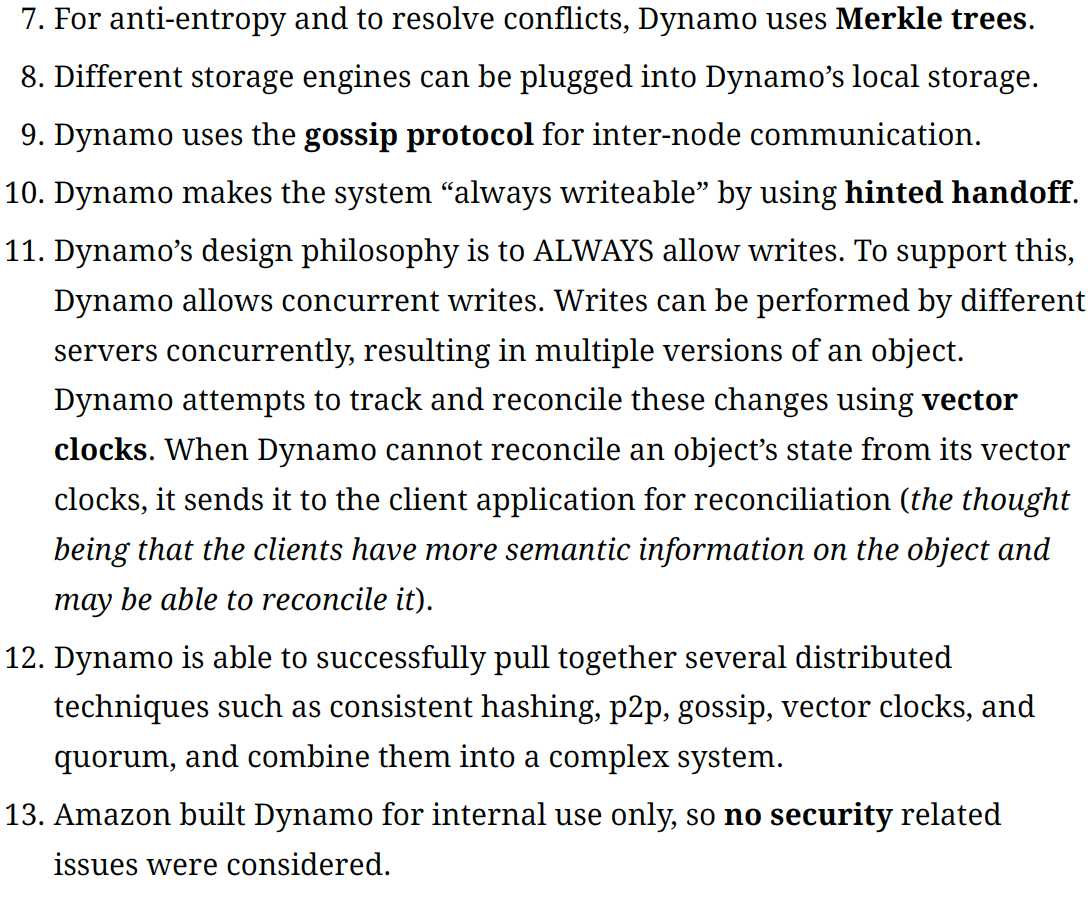 7. For anti-entropy and to resolve conflicts, Dynamo uses Merkle trees.
8. Different storage engines can be plugged into Dynamo’s local storage.
9. Dynamo uses the gossip protocol for inter-node communication.
10. Dynamo makes the system “always writeable” by using hinted handoff.
11. Dynamo’s design philosophy is to ALWAYS allow writes. To support this,
Dynamo allows concurrent writes. Writes can be performed by different
servers concurrently, resulting in multiple versions of an object.
Dynamo attempts to track and reconcile these changes using vector
clocks. When Dynamo cannot reconcile an object’s state from its vector
clocks, it sends it to the client application for reconciliation (the thought
being that the clients have more semantic information on the object and
may be able to reconcile it).
12. Dynamo is able to successfully pull together several distributed
techniques such as consistent hashing, p2p, gossip, vector clocks, and
quorum, and combine them into a complex system.
13. Amazon built Dynamo for internal use only, so no security related
issues were considered.